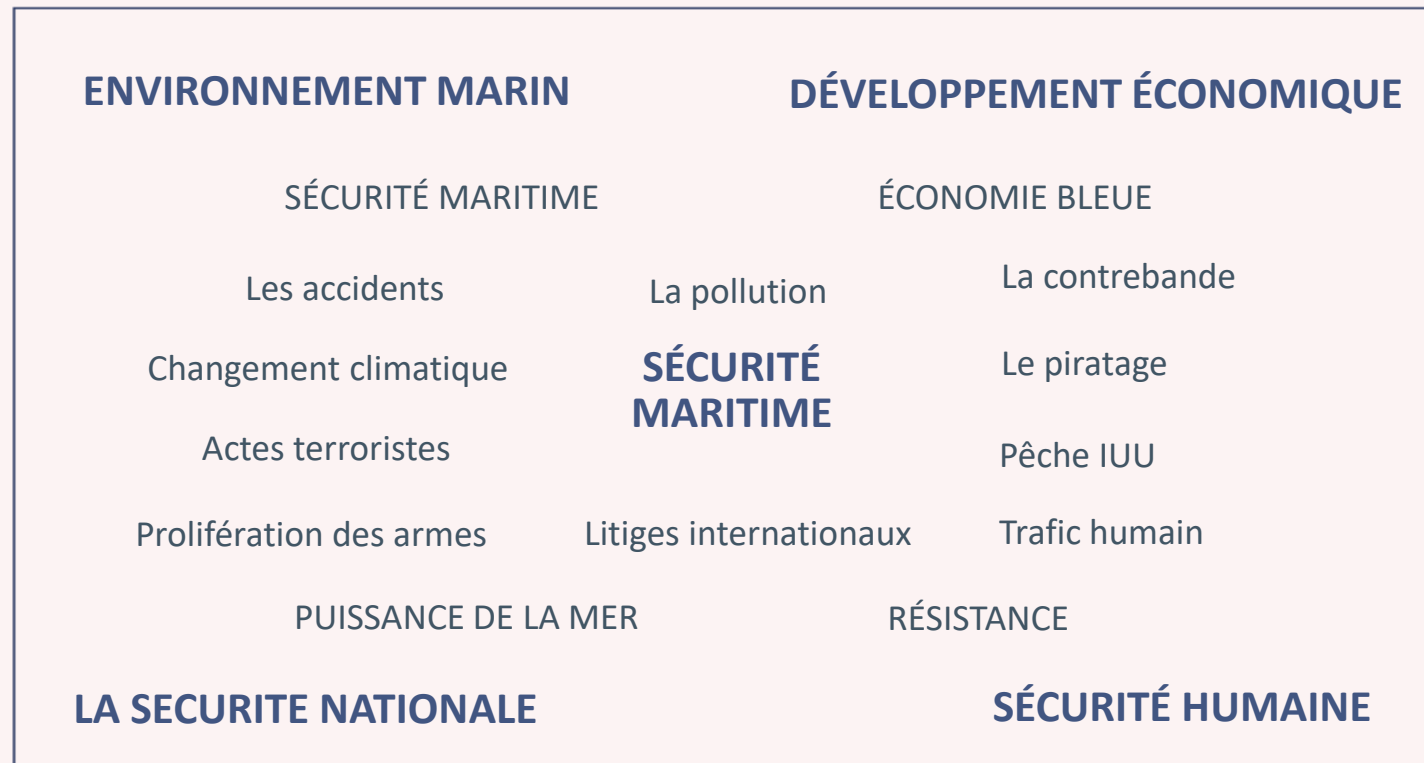 ENVIRONNEMENT MARIN
DÉVELOPPEMENT ÉCONOMIQUE
SÉCURITÉ MARITIME
ÉCONOMIE BLEUE
Les accidents
La pollution
La contrebande
Changement climatique
SÉCURITÉ
MARITIME
Le piratage
Actes terroristes
Pêche IUU
Prolifération des armes
Litiges internationaux
Trafic humain
PUISSANCE DE LA MER
RÉSISTANCE
LA SECURITE NATIONALE
SÉCURITÉ HUMAINE